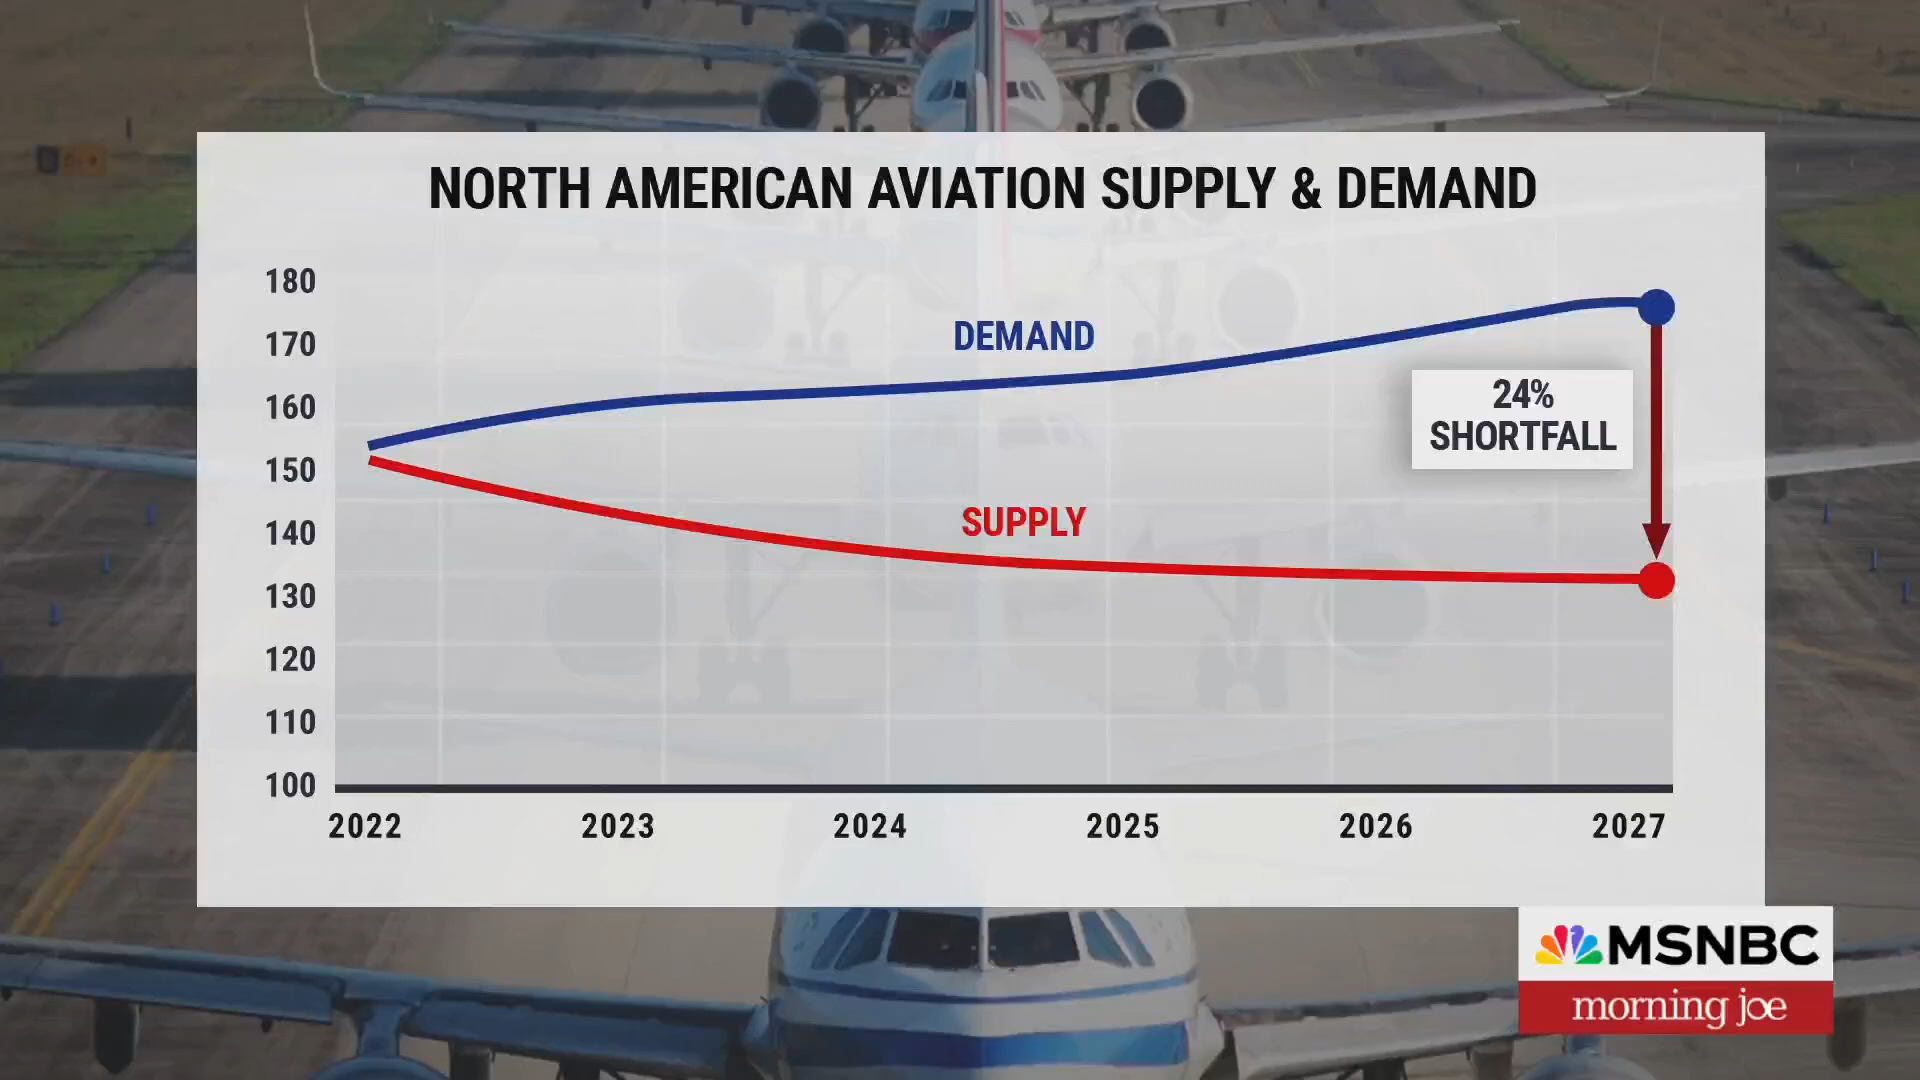 NORTH AMERICAN AVIATION SUPPLY & DEMAND
180
170
160
150
140
130
120
110
100
DEMAND
24%
SHORTFALL
SUPPLY
2022 2023 2024 2025 2026 2027
MSNBC
morning joe